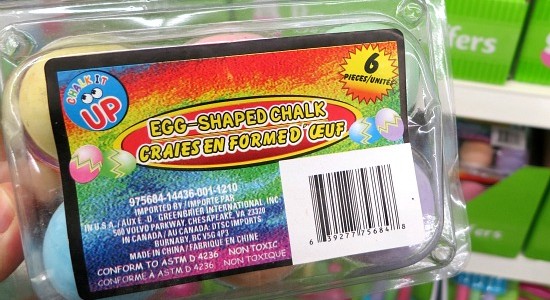 CHALK IT
UP
6
PIECES/UNITÉS
EGG-SHAPED CHALK
CRAIES EN FORME D'ŒUF
975684-14436-001-1210
IMPORTED BY / IMPORTÉ PAR
IN U.S.A./AUX É.-U. GREENBRIER INTERNATIONAL, INC.
500 VOLVO PARKWAY CHESAPEAKE, VA 23320
IN CANADA / AU CANADA: DTSC IMPORTS
BURNABY, BC V5G 4P3
MADE IN CHINA/FABRIQUÉ EN CHINE
CONFORM TO ASTM D 4236 NON TOXIC
CONFORME À ASTM D 4236 NON TOXIQUE
6 39277 75684 8
ffers